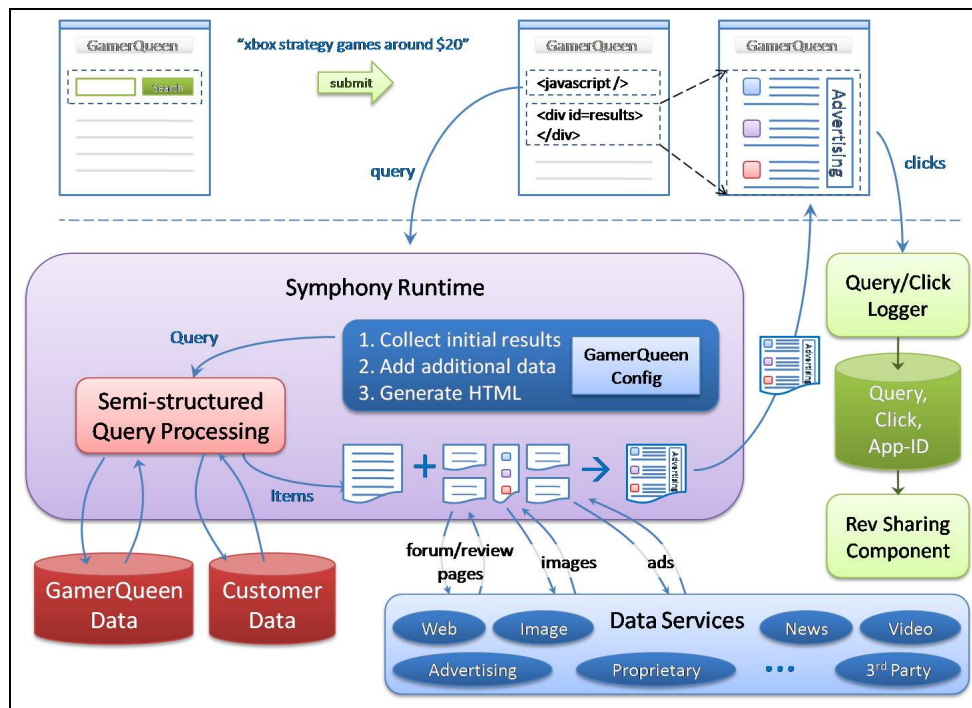 GamerQueen
Search
"xbox strategy games around $20"
submit
GamerQueen
<javascript />
<div id=results>
</div>
GamerQueen
Advertising
query
clicks
Symphony Runtime
Query
1. Collect initial results
2. Add additional data
3. Generate HTML
GamerQueen
Config
Semi-structured
Query Processing
Items
+
Advertising
Advertising
Query/Click
Logger
Query,
Click,
App-ID
Rev Sharing
Component
forum/review
pages
images
ads
GamerQueen
Data
Customer
Data
Data Services
Web
Image
News
Video
Advertising
Proprietary
•••
3rd Party